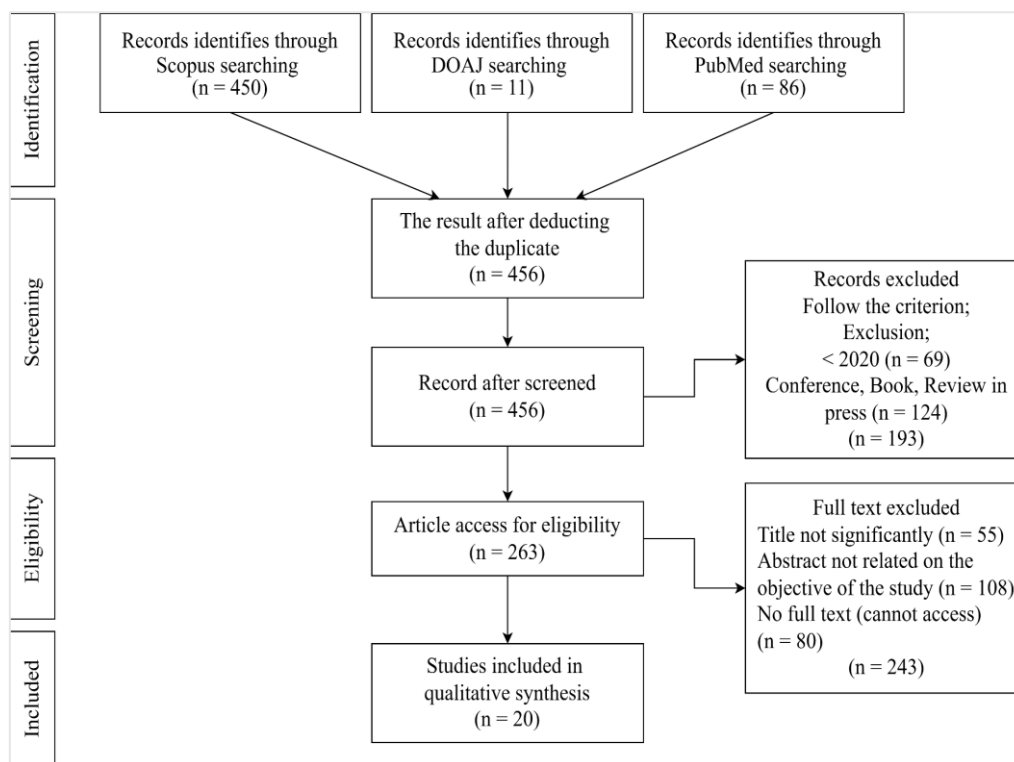 Identification
Records identifies through
Scopus searching
(n = 450)
Records identifies through
DOAJ searching
(n = 11)
Records identifies through
PubMed searching
(n = 86)
Screening
The result after deducting
the duplicate
(n = 456)
Record after screened
(n = 456)
Records excluded
Follow the criterion;
Exclusion;
< 2020 (n = 69)
Conference, Book, Review in
press (n = 124)
(n = 193)
Eligibility
Article access for eligibility
(n = 263)
Full text excluded
Title not significantly (n = 55)
Abstract not related on the
objective of the study (n = 108)
No full text (cannot access)
(n = 80)
(n = 243)
Included
Studies included in
qualitative synthesis
(n = 20)